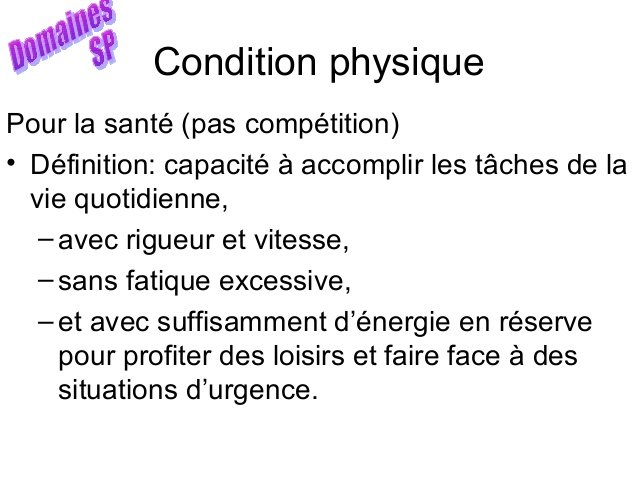 Domaines
SP
Condition physique
Pour la santé (pas compétition)
• Définition: capacité à accomplir les tâches de la
vie quotidienne,
–avec rigueur et vitesse,
–sans fatique excessive,
–et avec suffisamment d’énergie en réserve
pour profiter des loisirs et faire face à des
situations d’urgence.